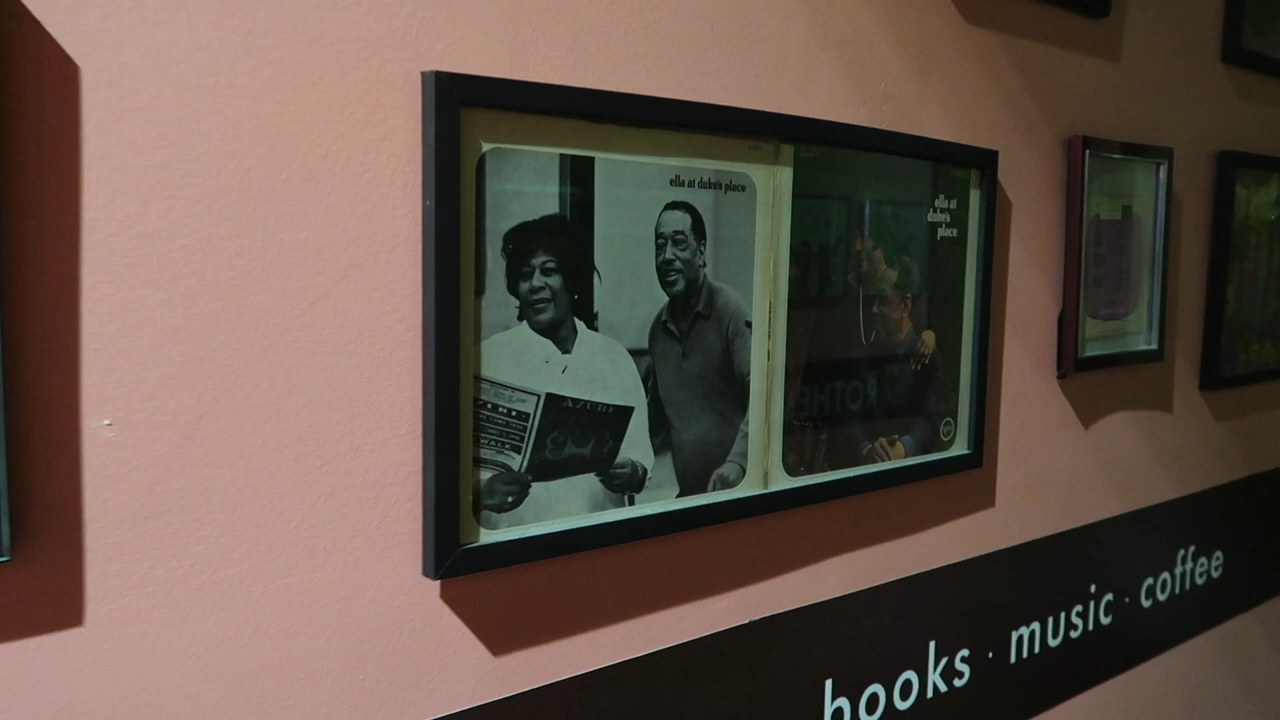 ella at duke's place
ella at
duke's
place
AZURE
WALK
books · music · coffee